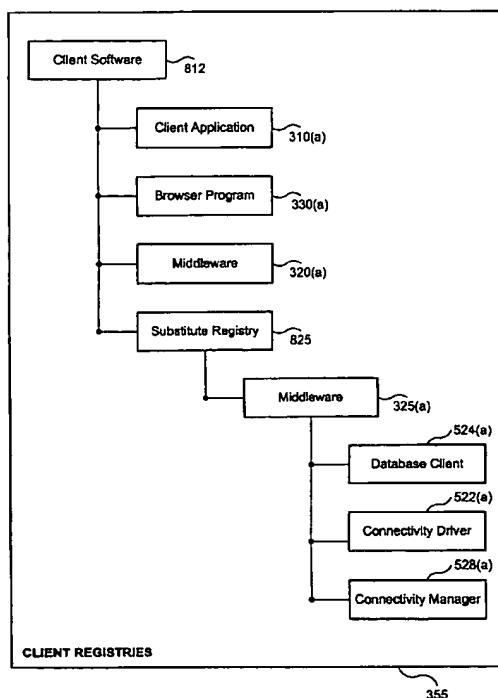 Client Software
812
Client Application
310(a)
Browser Program
330(a)
Middleware
320(a)
Substitute Registry
825
Middleware
325(a)
524(a)
Database Client
522(a)
Connectivity Driver
528(a)
Connectivity Manager
CLIENT REGISTRIES
355